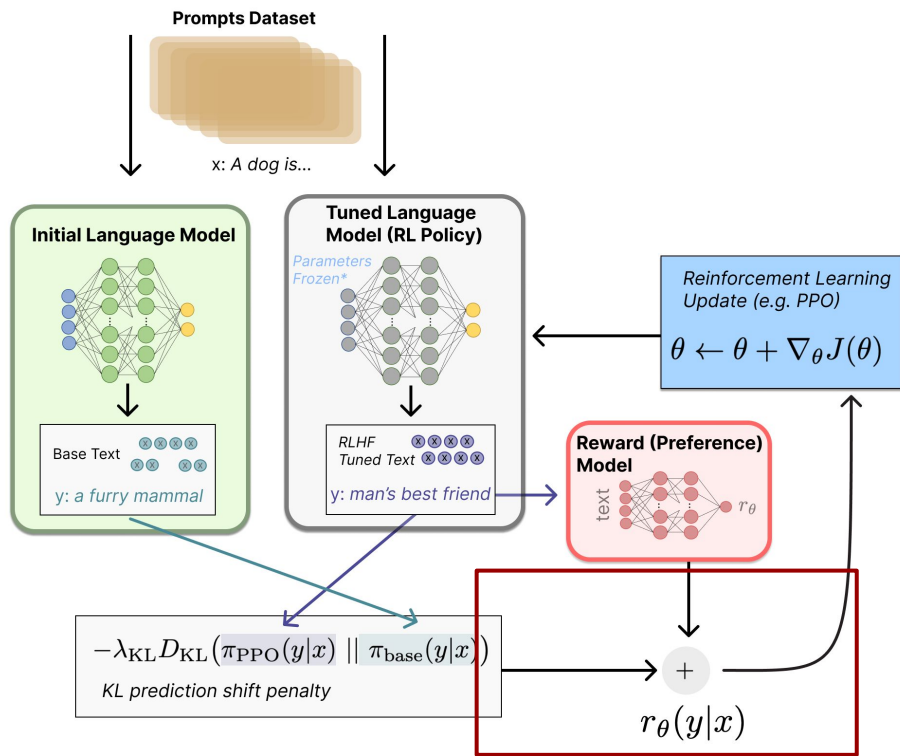 Prompts Dataset
x: A dog is...
Initial Language Model
Tuned Language
Model (RL Policy)
Parameters
Frozen*
Reinforcement Learning
Update (e.g. PPO)
θ ← θ + ∇θJ(θ)
Base Text
x x x x
x x x x
y: a furry mammal
RLHF
Tuned Text
x x x x
x x x x
y: man's best friend
Reward (Preference)
Model
text
rθ
−λKL DKL(πPPO(y|x) || πbase(y|x))
KL prediction shift penalty
+
rθ(y|x)